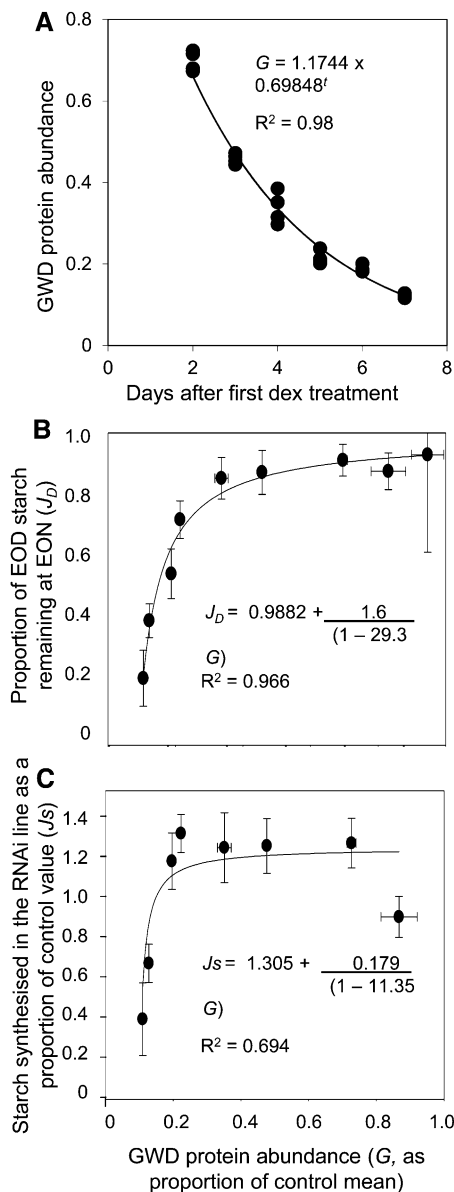 A
0.8
0.6
0.4
0.2
0
GWD protein abundance
G = 1.1744 x
0.69848ᵗ
R² = 0.98
0 2 4 6 8
Days after first dex treatment
B
1.0
0.8
0.6
0.4
0.2
0
Proportion of EOD starch
remaining at EON (JD)
JD = 0.9882 + 1.6
(1 – 29.3
G)
R² = 0.966
C
1.4
1.2
1.0
0.8
0.6
0.4
0.2
0
Starch synthesised in the RNAi line as a
proportion of control value (Js)
Js = 1.305 + 0.179
(1 – 11.35
G)
R² = 0.694
0 0.2 0.4 0.6 0.8 1.0
GWD protein abundance (G, as
proportion of control mean)